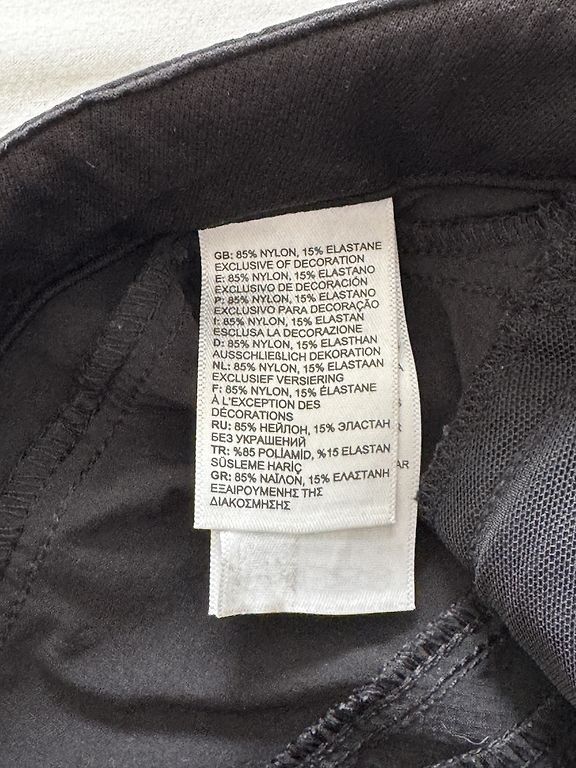 GB: 85% NYLON, 15% ELASTANE
EXCLUSIVE OF DECORATION
E: 85% NYLON, 15% ELASTANO
EXCLUSIVO DE DECORACIÓN
P: 85% NYLON, 15% ELASTANO
EXCLUSIVO PARA DECORAÇÃO
I: 85% NYLON, 15% ELASTAN
ESCLUSA LA DECORAZIONE
D: 85% NYLON, 15% ELASTHAN
AUSSCHLIEßLICH DEKORATION
NL: 85% NYLON, 15% ELASTAAN
EXCLUSIEF VERSIERING
F: 85% NYLON, 15% ÉLASTANE
À L'EXCEPTION DES
DÉCORATIONS
RU: 85% НЕЙЛОН, 15% ЭЛАСТАН
БЕЗ УКРАШЕНИЙ
TR: %85 POLİAMİD, %15 ELASTAN
SÜSLEME HARİÇ
GR: 85% ΝΑΪΛΟΝ, 15% ΕΛΑΣΤΑΝΗ
ΕΞΑΙΡΟΥΜΕΝΗΣ ΤΗΣ
ΔΙΑΚΟΣΜΗΣΗΣ